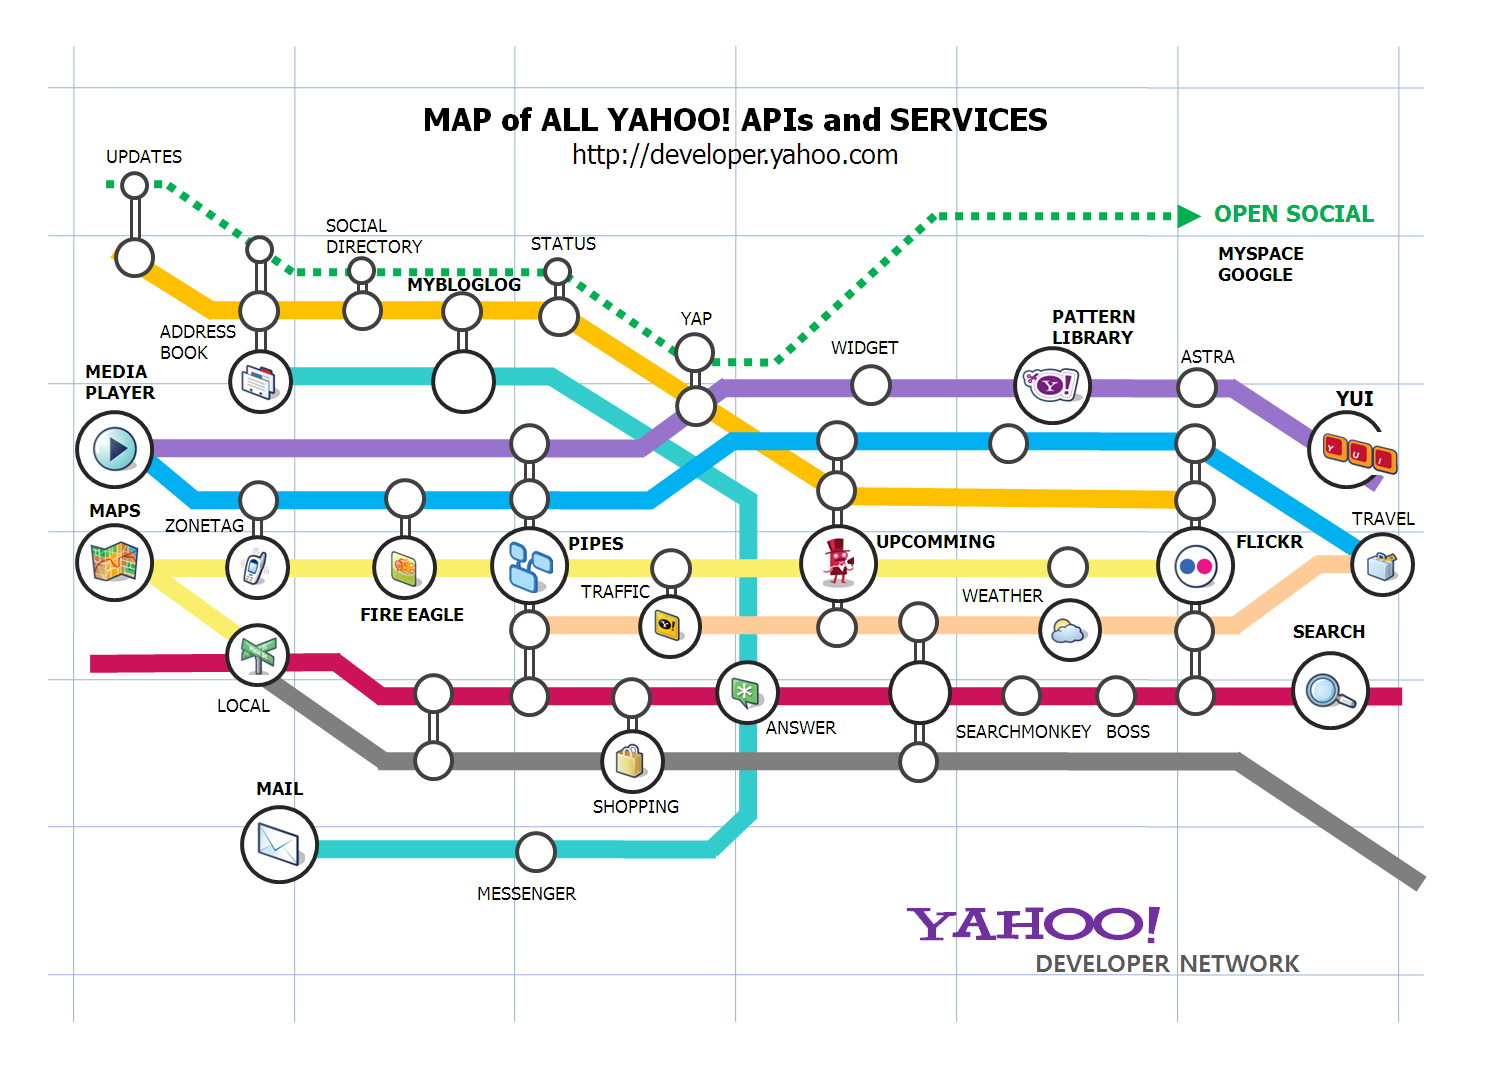 MAP of ALL YAHOO! APIs and SERVICES
http://developer.yahoo.com
UPDATES
SOCIAL
DIRECTORY
STATUS
OPEN SOCIAL
MYSPACE
GOOGLE
MYBLOGLOG
ADDRESS
BOOK
YAP
WIDGET
PATTERN
LIBRARY
ASTRA
MEDIA
PLAYER
Y!
YUI
Y U I
MAPS
ZONETAG
PIPES
UPCOMMING
FLICKR
TRAVEL
FIRE EAGLE
TRAFFIC
Y!
WEATHER
SEARCH
LOCAL
ANSWER
SEARCHMONKEY
BOSS
SHOPPING
MAIL
MESSENGER
YAHOO!
DEVELOPER NETWORK